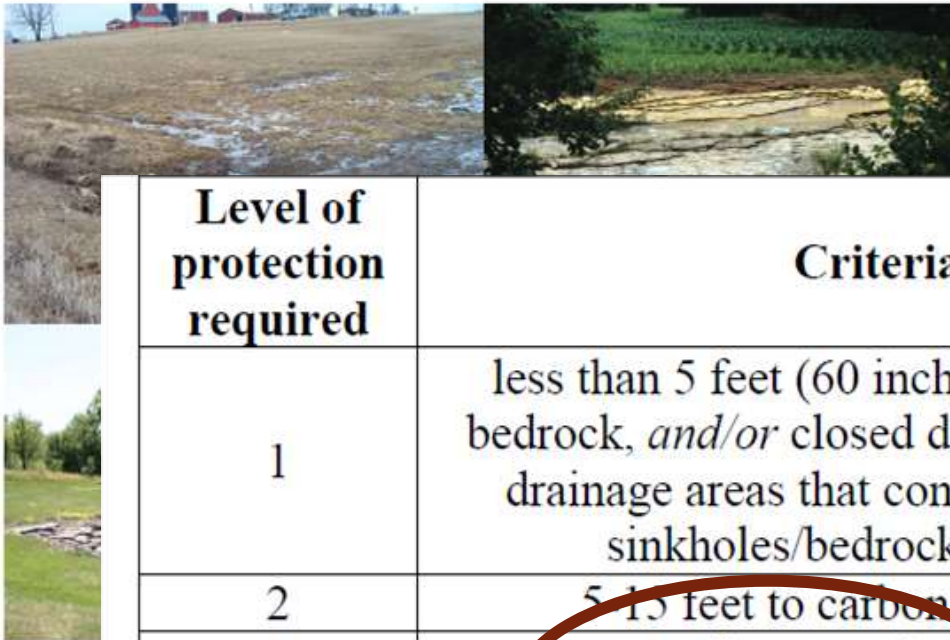 Level of
protection
required
Criteria
1
less than 5 feet (60 inch
bedrock, and/or closed d
drainage areas that con
sinkholes/bedrock
2
5-15 feet to carbon